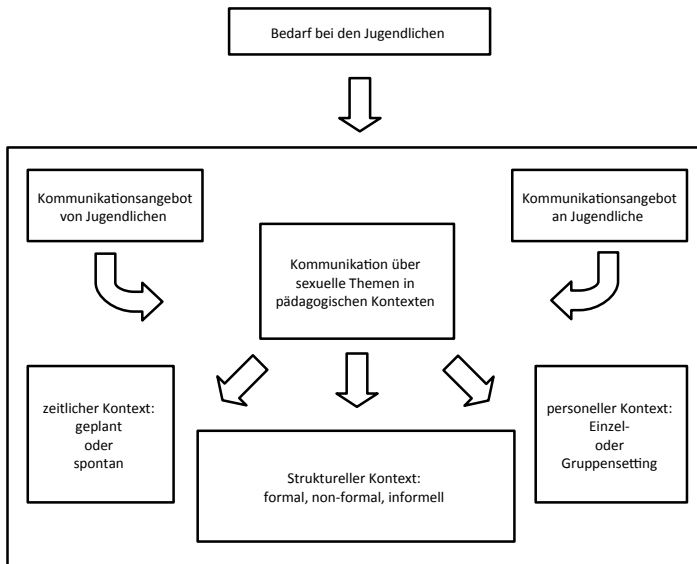 Bedarf bei den Jugendlichen
Kommunikationsangebot
von Jugendlichen
Kommunikationsangebot
an Jugendliche
Kommunikation über
sexuelle Themen in
pädagogischen Kontexten
zeitlicher Kontext:
geplant
oder
spontan
Struktureller Kontext:
formal, non-formal, informell
personeller Kontext:
Einzel-
oder
Gruppensetting